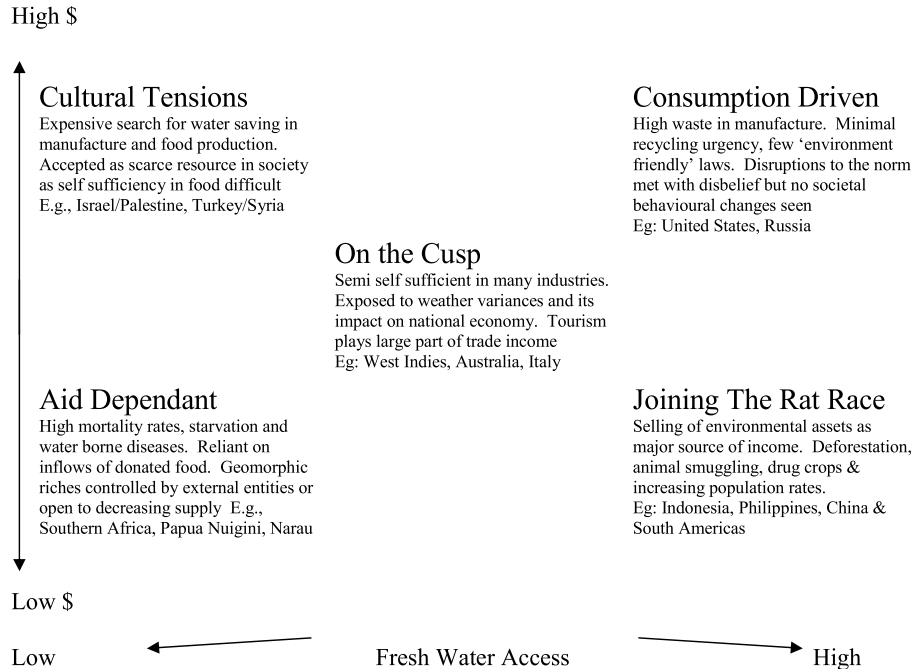 High $
Cultural Tensions
Expensive search for water saving in
manufacture and food production.
Accepted as scarce resource in society
as self sufficiency in food difficult
E.g., Israel/Palestine, Turkey/Syria
Consumption Driven
High waste in manufacture.  Minimal
recycling urgency, few ‘environment
friendly’ laws.  Disruptions to the norm
met with disbelief but no societal
behavioural changes seen
Eg: United States, Russia
On the Cusp
Semi self sufficient in many industries.
Exposed to weather variances and its
impact on national economy.  Tourism
plays large part of trade income
Eg: West Indies, Australia, Italy
Aid Dependant
High mortality rates, starvation and
water borne diseases.  Reliant on
inflows of donated food.  Geomorphic
riches controlled by external entities or
open to decreasing supply  E.g.,
Southern Africa, Papua Nuigini, Narau
Joining The Rat Race
Selling of environmental assets as
major source of income.  Deforestation,
animal smuggling, drug crops &
increasing population rates.
Eg: Indonesia, Philippines, China &
South Americas
Low $
Low Fresh Water Access High